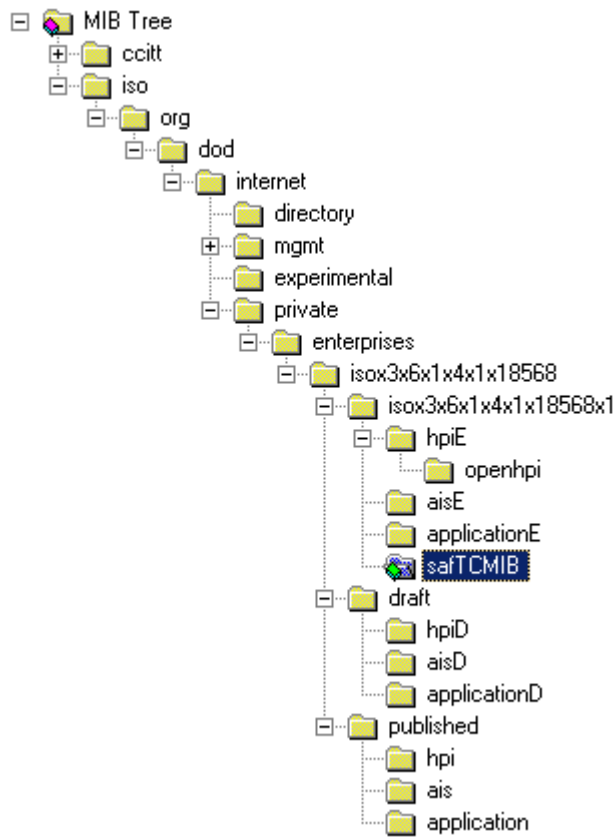 MIB Tree
ccitt
iso
org
dod
internet
directory
mgmt
experimental
private
enterprises
isox3x6x1x4x1x18568
isox3x6x1x4x1x18568x1
hpiE
openhpi
aisE
applicationE
safTCMIB
draft
hpiD
aisD
applicationD
published
hpi
ais
application